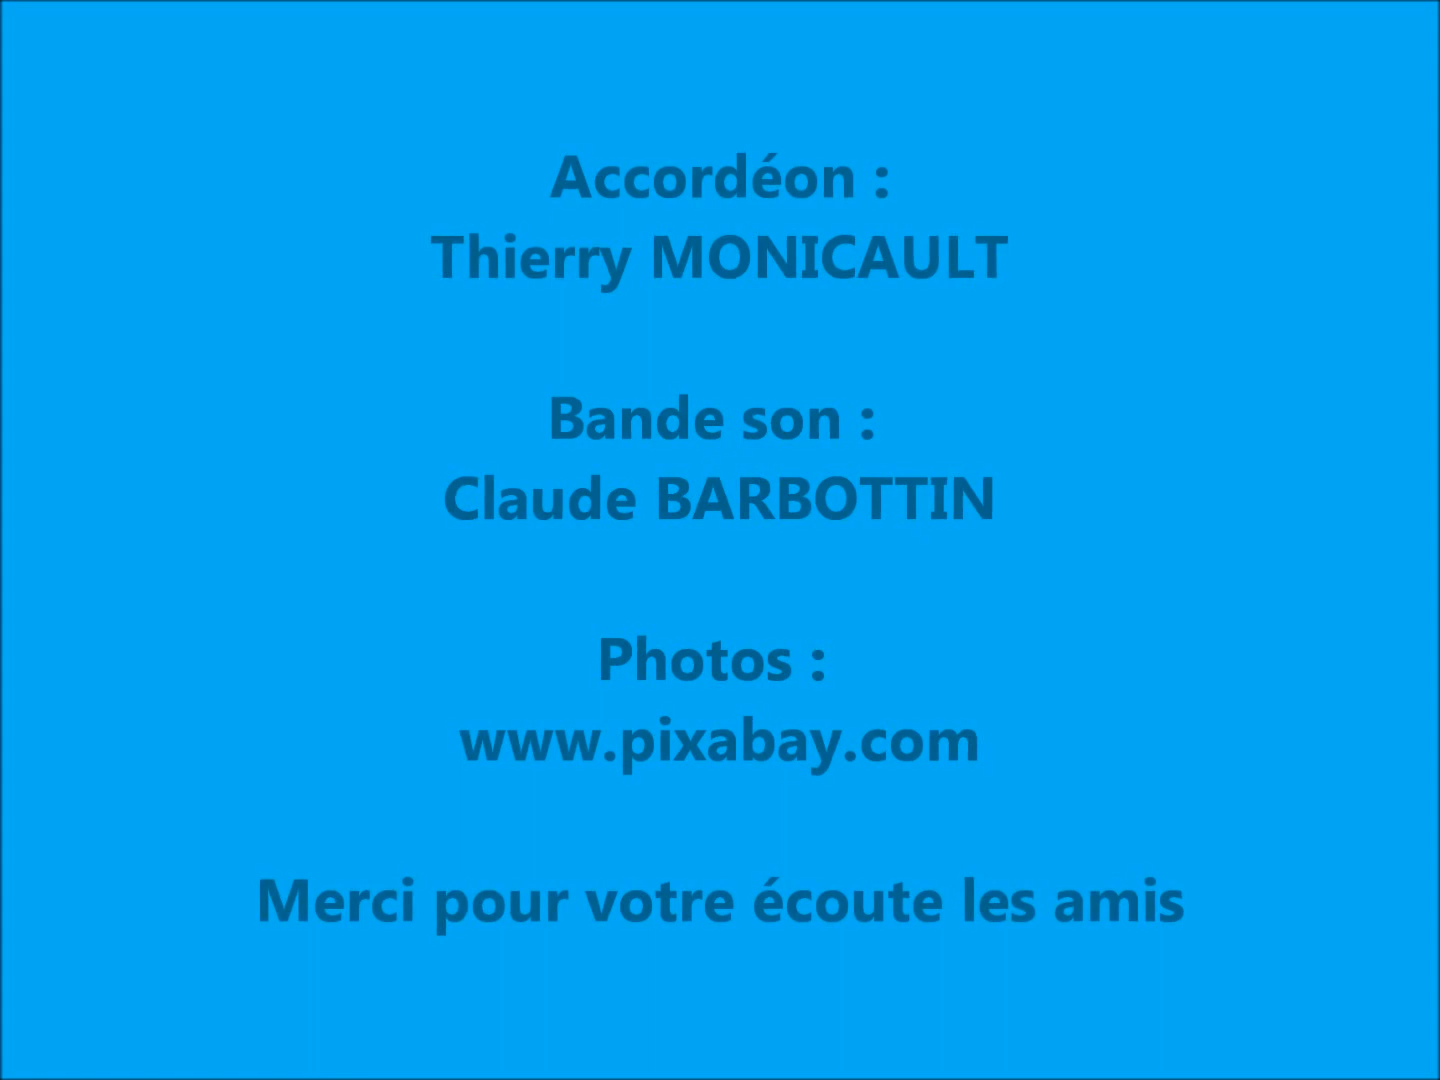 Accordéon :
Thierry MONICAULT
Bande son :
Claude BARBOTTIN
Photos :
www.pixabay.com
Merci pour votre écoute les amis